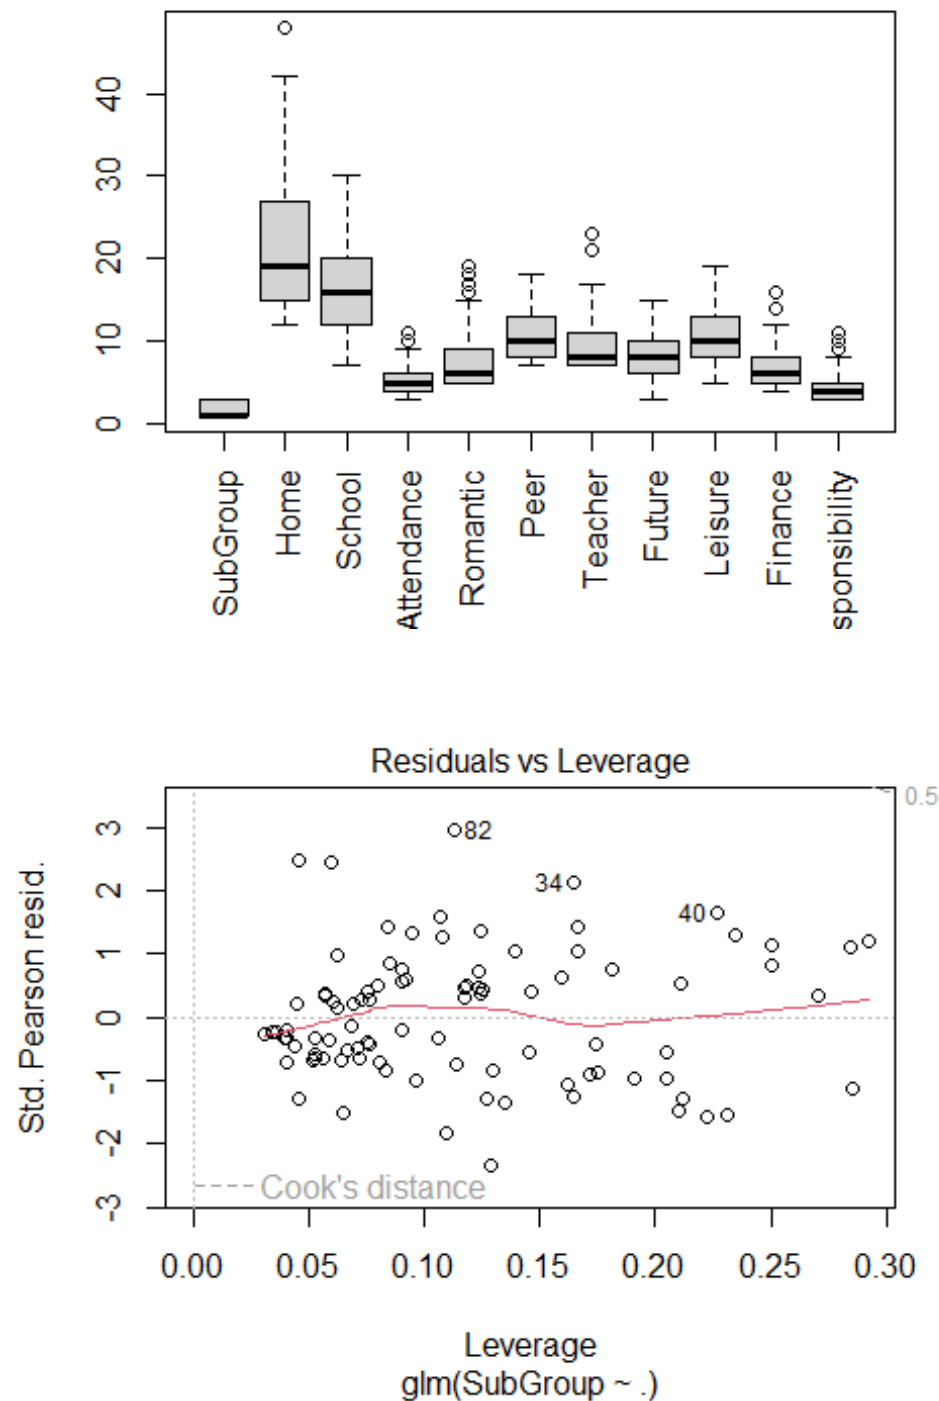 40
30
20
10
0
SubGroup
Home
School
Attendance
Romantic
Peer
Teacher
Future
Leisure
Finance
sponsibility
Residuals vs Leverage
0.5
3
2
1
0
-1
-2
-3
Std. Pearson resid.
82
34
40
Cook's distance
0.00 0.05 0.10 0.15 0.20 0.25 0.30
Leverage
glm(SubGroup ~ .)